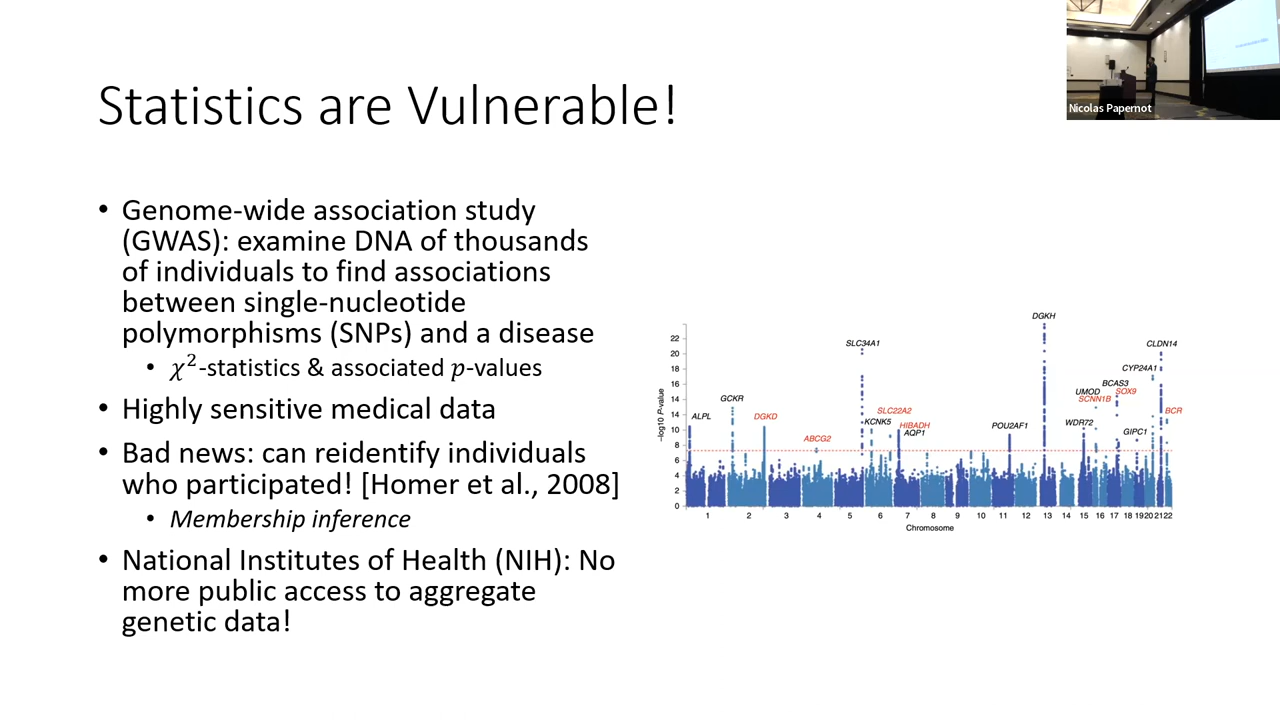 Nicolas Papernot
Statistics are Vulnerable!
• Genome-wide association study
(GWAS): examine DNA of thousands
of individuals to find associations
between single-nucleotide
polymorphisms (SNPs) and a disease
• χ²-statistics & associated p-values
• Highly sensitive medical data
• Bad news: can reidentify individuals
who participated! [Homer et al., 2008]
• Membership inference
• National Institutes of Health (NIH): No
more public access to aggregate
genetic data!
DGKH
SLC34A1
CLDN14
CYP24A1
BCAS3
UMOD
SOX9
SCNN1B
GCKR
SLC22A2
BCR
ALPL
DGKD
KCNK5
HIBADH
WDR72
POU2AF1
AQP1
GIPC1
ABCG2
−log10 P-value
22
20
18
16
14
12
10
8
6
4
2
0
1 2 3 4 5 6 7 8 9 10 11 12 13 14 15 16 17 18 19 20 21 22
Chromosome